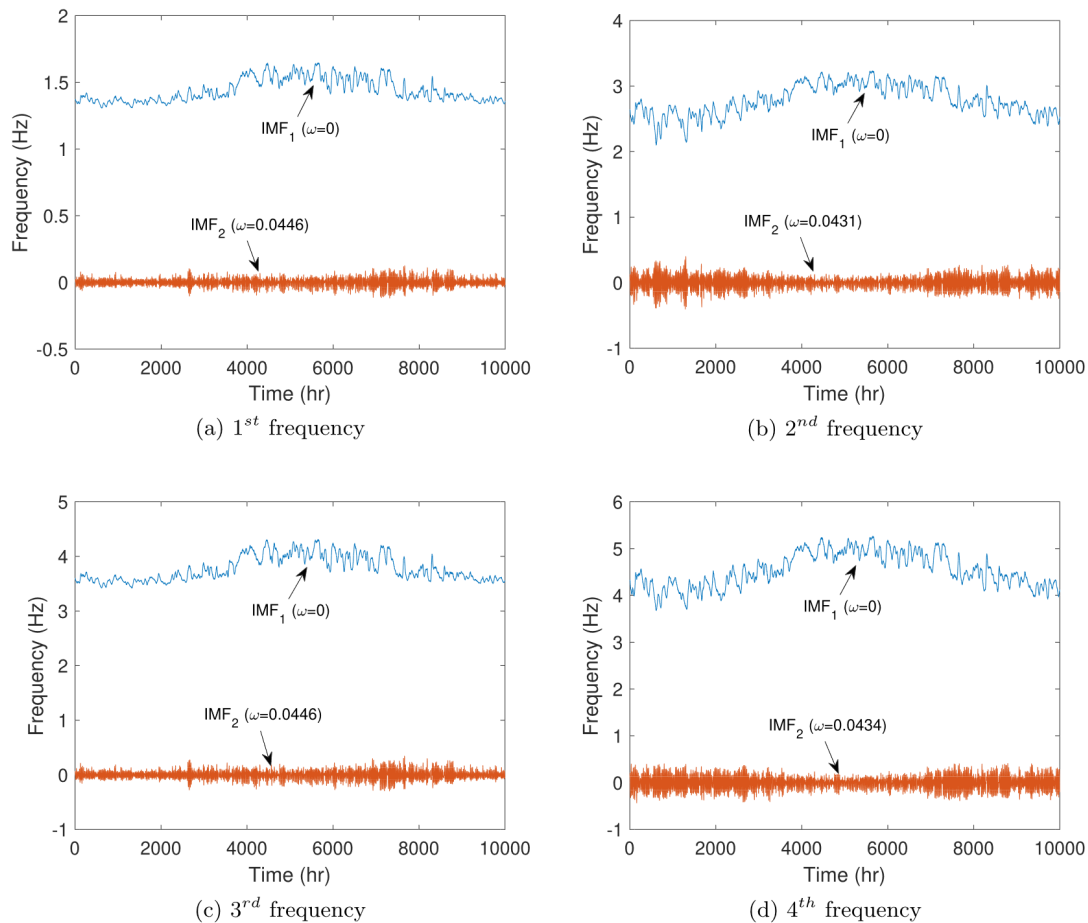 2
1.5
1
0.5
0
-0.5
Frequency (Hz)
IMF₁ (ω=0)
IMF₂ (ω=0.0446)
0 2000 4000 6000 8000 10000
Time (hr)
(a) 1ˢᵗ frequency
4
3
2
1
0
-1
Frequency (Hz)
IMF₁ (ω=0)
IMF₂ (ω=0.0431)
0 2000 4000 6000 8000 10000
Time (hr)
(b) 2ⁿᵈ frequency
5
4
3
2
1
0
-1
Frequency (Hz)
IMF₁ (ω=0)
IMF₂ (ω=0.0446)
0 2000 4000 6000 8000 10000
Time (hr)
(c) 3ʳᵈ frequency
6
5
4
3
2
1
0
-1
Frequency (Hz)
IMF₁ (ω=0)
IMF₂ (ω=0.0434)
0 2000 4000 6000 8000 10000
Time (hr)
(d) 4ᵗʰ frequency